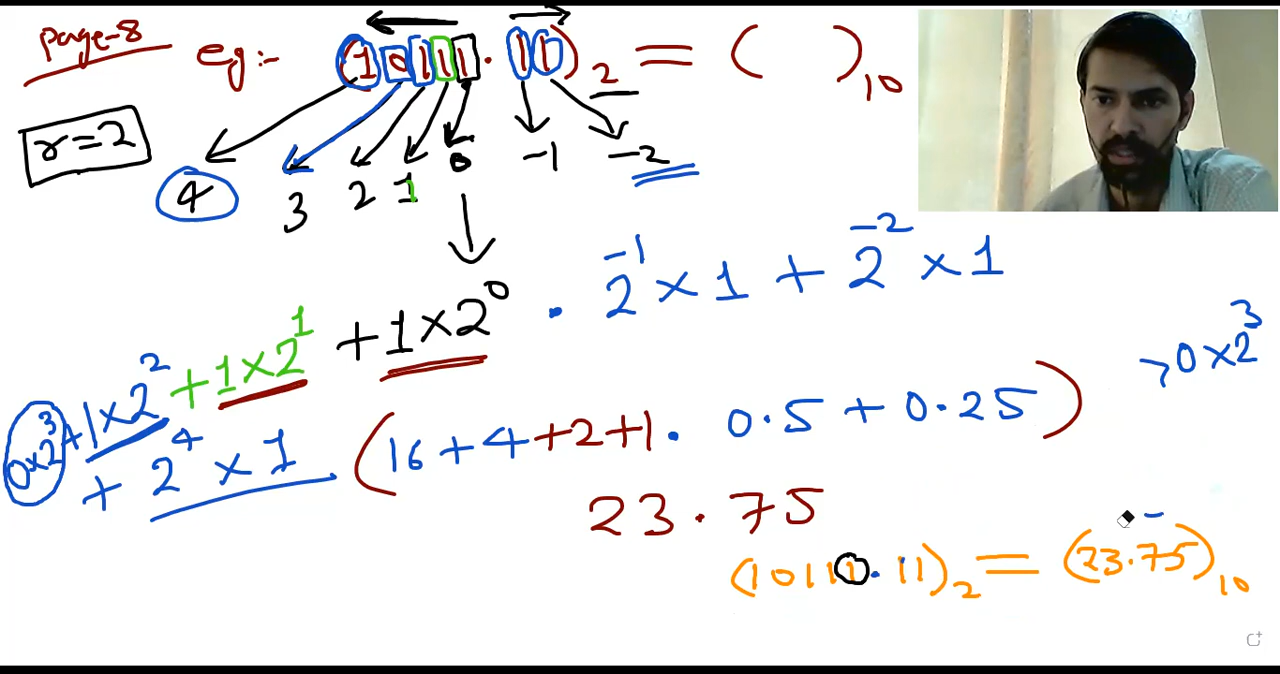 page-8
eg:- (10111.11)₂ = ( )₁₀
r=2
4 3 2 1 0 -1 -2
0×2³ + 1×2² + 1×2¹ + 1×2⁰ . 2⁻¹ × 1 + 2⁻² × 1
→ 0×2³
+ 2⁴ × 1
(16 + 4 + 2 + 1 . 0.5 + 0.25)
23.75
(10111.11)₂ = (23.75)₁₀